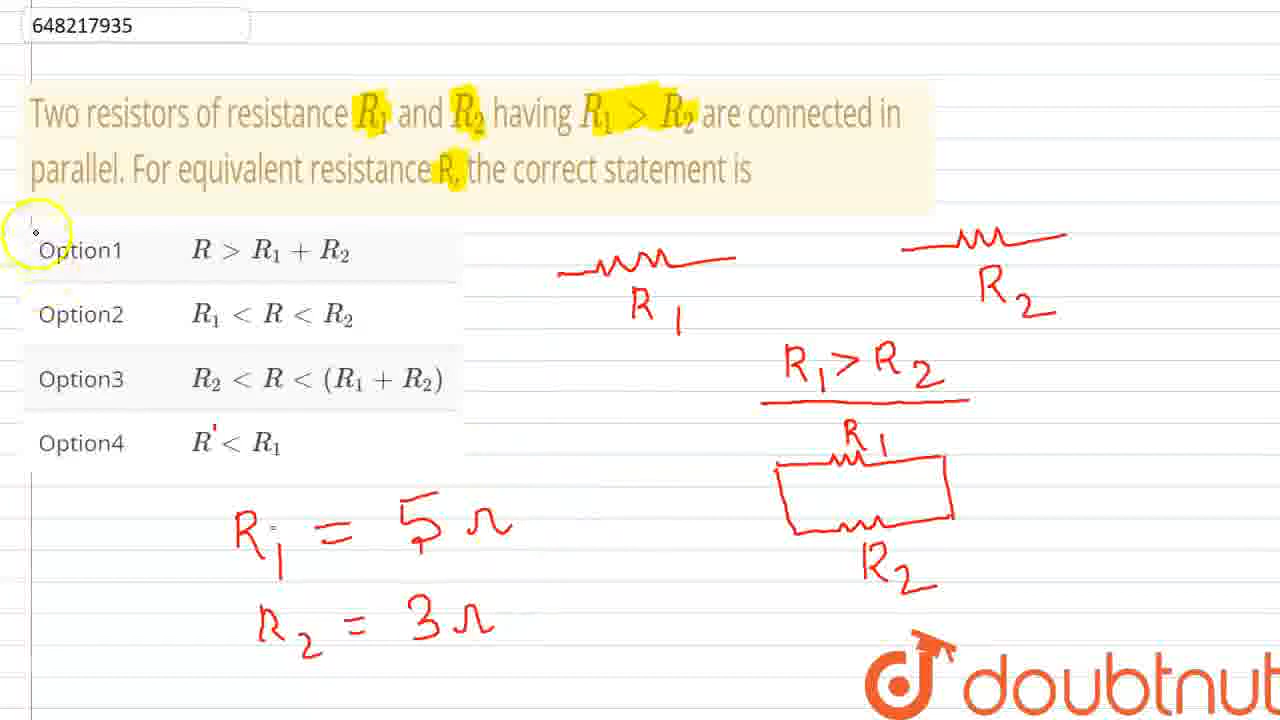 648217935
Two resistors of resistance R₁ and R₂ having R₁ > R₂ are connected in
parallel. For equivalent resistance R, the correct statement is
Option1 R > R₁ + R₂
Option2 R₁ < R < R₂
Option3 R₂ < R < (R₁ + R₂)
Option4 R' < R₁
R₁
R₂
R₁ > R₂
R₁
R₂
R₁ = 5 Ω
R₂ = 3 Ω
doubtnut